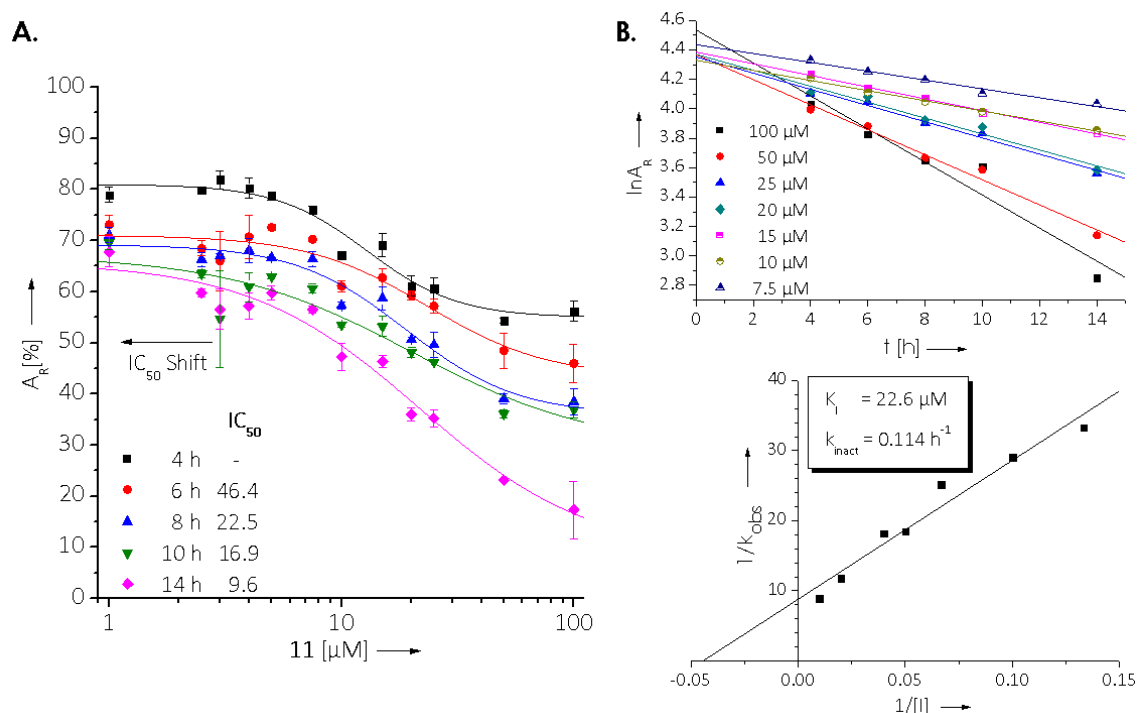 A.
100
90
80
70
60
50
40
30
20
10
0
A_R[%]
IC50 Shift
IC50
4 h -
6 h 46.4
8 h 22.5
10 h 16.9
14 h 9.6
1 10 100
11 [µM]
B.
4.6
4.4
4.2
4.0
3.8
3.6
3.4
3.2
3.0
2.8
lnA_R
100 µM
50 µM
25 µM
20 µM
15 µM
10 µM
7.5 µM
0 2 4 6 8 10 12 14
t [h]
40
30
20
10
1/k_obs
K_I = 22.6 µM
k_inact = 0.114 h⁻¹
-0.05 0.00 0.05 0.10 0.15
1/[I]